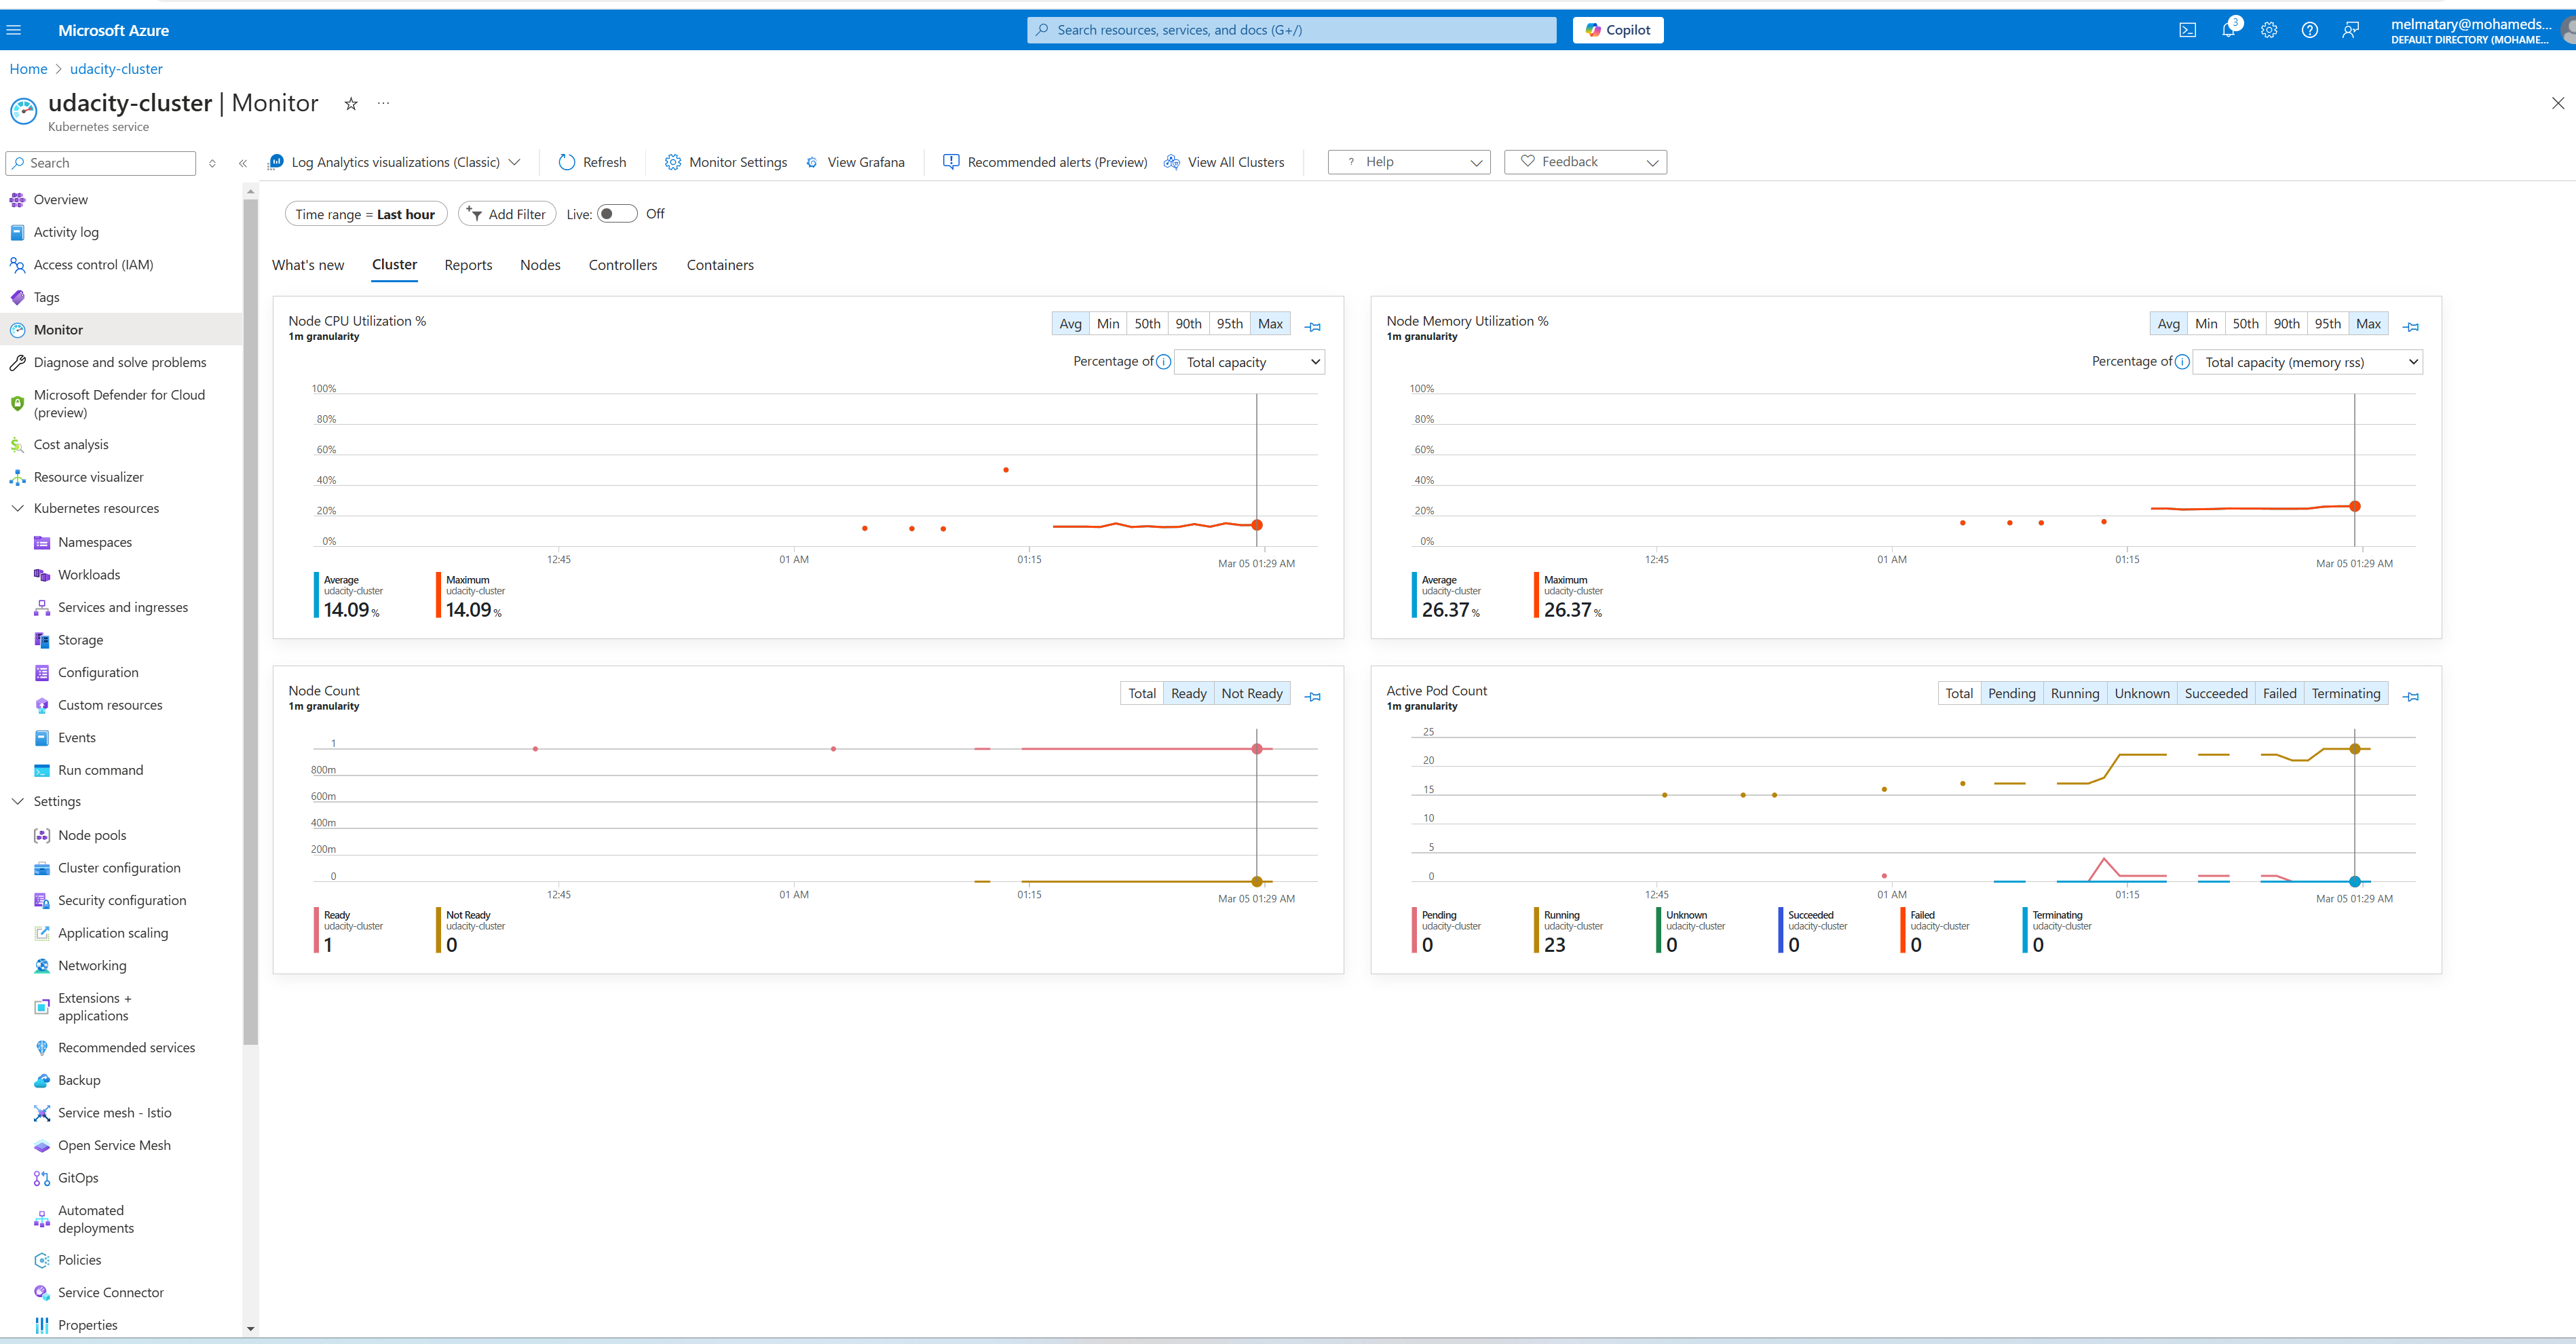 Microsoft Azure
Search resources, services, and docs (G+/)
Copilot
3
melmatary@mohameds...
DEFAULT DIRECTORY (MOHAME...
Home > udacity-cluster
udacity-cluster | Monitor
Kubernetes service
Search
Log Analytics visualizations (Classic)
Refresh
Monitor Settings
View Grafana
Recommended alerts (Preview)
View All Clusters
? Help
Feedback
Overview
Activity log
Access control (IAM)
Tags
Monitor
Diagnose and solve problems
Microsoft Defender for Cloud
(preview)
Cost analysis
Resource visualizer
Kubernetes resources
Namespaces
Workloads
Services and ingresses
Storage
Configuration
Custom resources
Events
Run command
Settings
Node pools
Cluster configuration
Security configuration
Application scaling
Networking
Extensions +
applications
Recommended services
Backup
Service mesh - Istio
Open Service Mesh
GitOps
Automated
deployments
Policies
Service Connector
Properties
Time range = Last hour
Add Filter
Live: Off
What's new
Cluster
Reports
Nodes
Controllers
Containers
Node CPU Utilization %
1m granularity
Avg Min 50th 90th 95th Max
Percentage of Total capacity
100%
80%
60%
40%
20%
0%
12:45 01 AM 01:15 Mar 05 01:29 AM
Average
udacity-cluster
14.09 %
Maximum
udacity-cluster
14.09 %
Node Memory Utilization %
1m granularity
Avg Min 50th 90th 95th Max
Percentage of Total capacity (memory rss)
100%
80%
60%
40%
20%
0%
12:45 01 AM 01:15 Mar 05 01:29 AM
Average
udacity-cluster
26.37 %
Maximum
udacity-cluster
26.37 %
Node Count
1m granularity
Total Ready Not Ready
1
800m
600m
400m
200m
0
12:45 01 AM 01:15 Mar 05 01:29 AM
Ready
udacity-cluster
1
Not Ready
udacity-cluster
0
Active Pod Count
1m granularity
Total Pending Running Unknown Succeeded Failed Terminating
25
20
15
10
5
0
12:45 01 AM 01:15 Mar 05 01:29 AM
Pending
udacity-cluster
0
Running
udacity-cluster
23
Unknown
udacity-cluster
0
Succeeded
udacity-cluster
0
Failed
udacity-cluster
0
Terminating
udacity-cluster
0